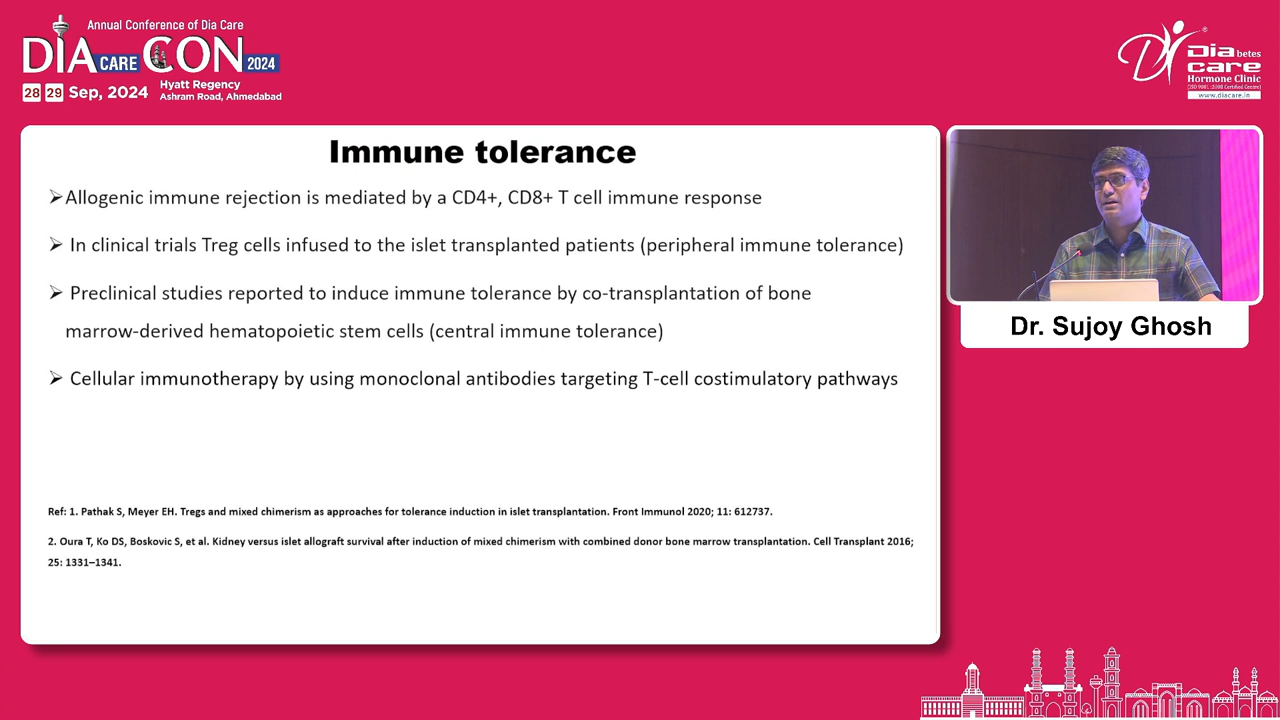 Annual Conference of Dia Care
DIA CARE CON 2024
28 29 Sep, 2024
Hyatt Regency
Ashram Road, Ahmedabad
Diabetes
care
Hormone Clinic
(ISO 9001 :2008 Certified Centre)
www.diacare.in
Immune tolerance
➢Allogenic immune rejection is mediated by a CD4+, CD8+ T cell immune response
➢ In clinical trials Treg cells infused to the islet transplanted patients (peripheral immune tolerance)
➢ Preclinical studies reported to induce immune tolerance by co-transplantation of bone
marrow-derived hematopoietic stem cells (central immune tolerance)
➢ Cellular immunotherapy by using monoclonal antibodies targeting T-cell costimulatory pathways
Ref: 1. Pathak S, Meyer EH. Tregs and mixed chimerism as approaches for tolerance induction in islet transplantation. Front Immunol 2020; 11: 612737.
2. Oura T, Ko DS, Boskovic S, et al. Kidney versus islet allograft survival after induction of mixed chimerism with combined donor bone marrow transplantation. Cell Transplant 2016;
25: 1331–1341.
Dr. Sujoy Ghosh